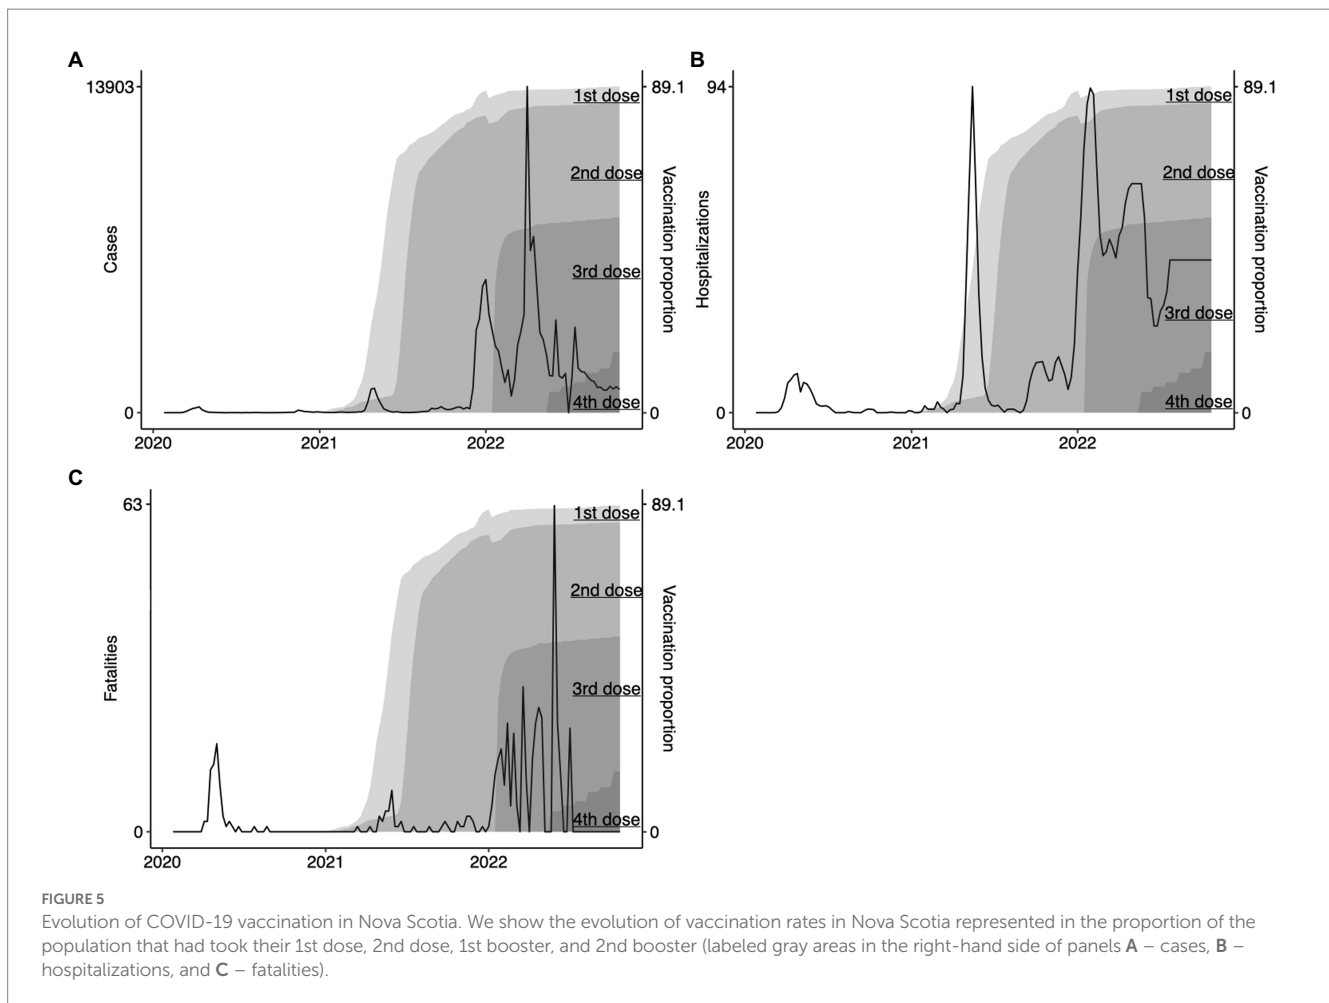 A
13903
89.1
1st dose
2nd dose
3rd dose
4th dose
Cases
Vaccination proportion
0
0
2020
2021
2022
B
94
89.1
1st dose
2nd dose
3rd dose
4th dose
Hospitalizations
Vaccination proportion
0
0
2020
2021
2022
C
63
89.1
1st dose
2nd dose
3rd dose
4th dose
Fatalities
Vaccination proportion
0
0
2020
2021
2022
FIGURE 5
Evolution of COVID-19 vaccination in Nova Scotia. We show the evolution of vaccination rates in Nova Scotia represented in the proportion of the
population that had took their 1st dose, 2nd dose, 1st booster, and 2nd booster (labeled gray areas in the right-hand side of panels A – cases, B –
hospitalizations, and C – fatalities).